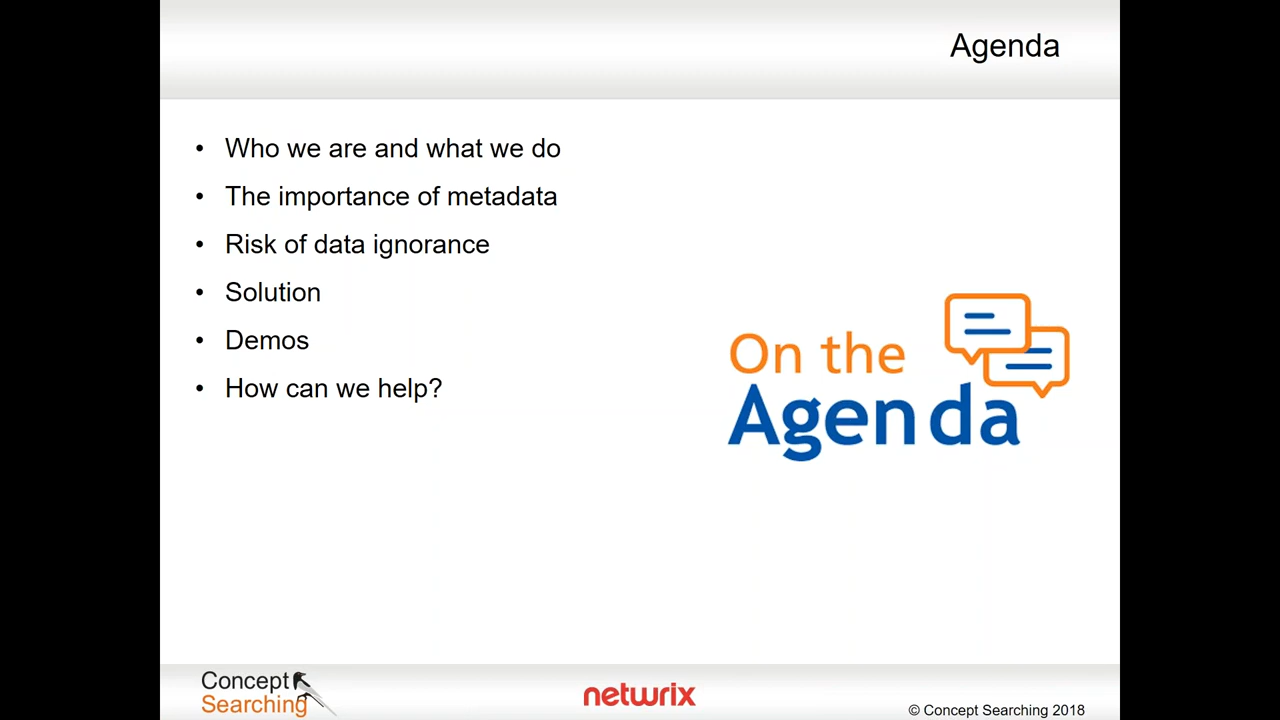 Agenda
• Who we are and what we do
• The importance of metadata
• Risk of data ignorance
• Solution
• Demos
• How can we help?
On the
Agenda
Concept
Searching
netwrix
© Concept Searching 2018